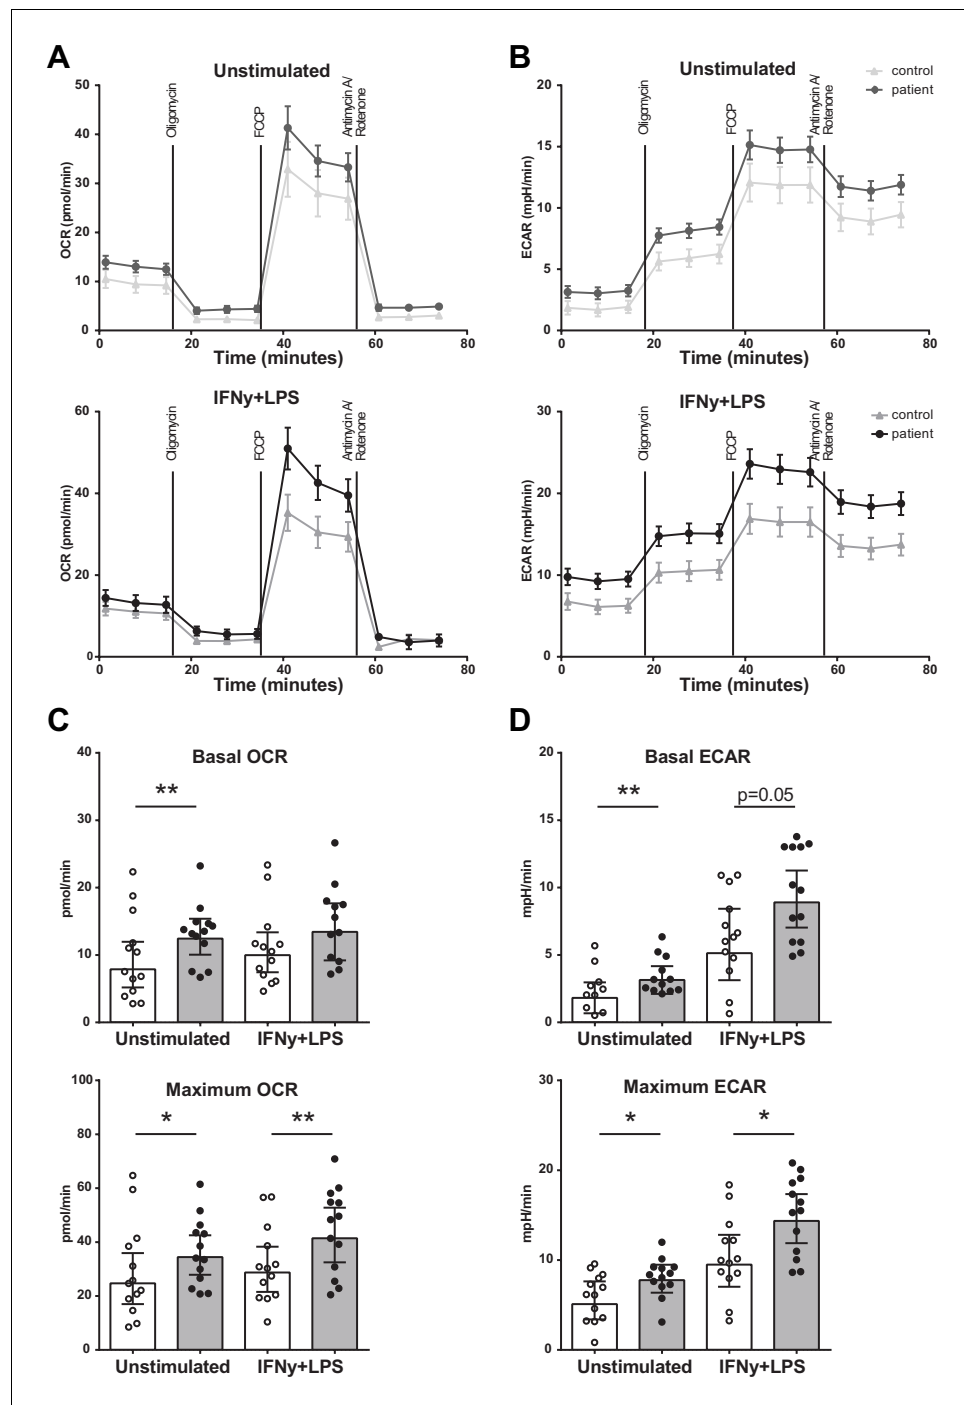 A
Unstimulated
OCR (pmol/min)
50
40
30
20
10
0
Oligomycin
FCCP
Antimycin A/
Rotenone
0 20 40 60 80
Time (minutes)
B
Unstimulated
ECAR (mpH/min)
20
15
10
5
0
Oligomycin
FCCP
Antimycin A/
Rotenone
control
patient
0 20 40 60 80
Time (minutes)
IFNy+LPS
OCR (pmol/min)
60
40
20
0
Oligomycin
FCCP
Antimycin A/
Rotenone
0 20 40 60 80
Time (minutes)
IFNy+LPS
ECAR (mpH/min)
30
20
10
0
Oligomycin
FCCP
Antimycin A/
Rotenone
control
patient
0 20 40 60 80
Time (minutes)
C
Basal OCR
pmol/min
40
30
20
10
0
**
Unstimulated IFNy+LPS
D
Basal ECAR
mpH/min
20
15
10
5
0
**
p=0.05
Unstimulated IFNy+LPS
Maximum OCR
pmol/min
100
80
60
40
20
0
* **
Unstimulated IFNy+LPS
Maximum ECAR
mpH/min
30
20
10
0
* *
Unstimulated IFNy+LPS